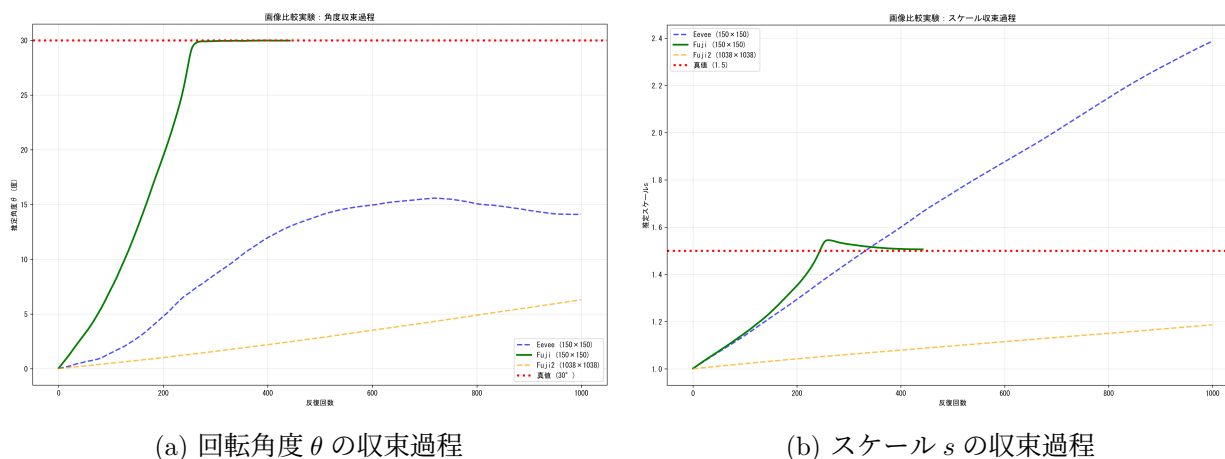 画像比較実験：角度収束過程
30
25
20
15
10
5
0
推定角度θ (度)
0
200
400
600
800
1000
反復回数
Eevee (150×150)
Fuji (150×150)
Fuji2 (1038×1038)
真値 (30°)
(a) 回転角度 θ の収束過程
画像比較実験：スケール収束過程
Eevee (150×150)
Fuji (150×150)
Fuji2 (1038×1038)
真値 (1.5)
2.4
2.2
2.0
1.8
1.6
1.4
1.2
1.0
推定スケールs
0
200
400
600
800
1000
反復回数
(b) スケール s の収束過程